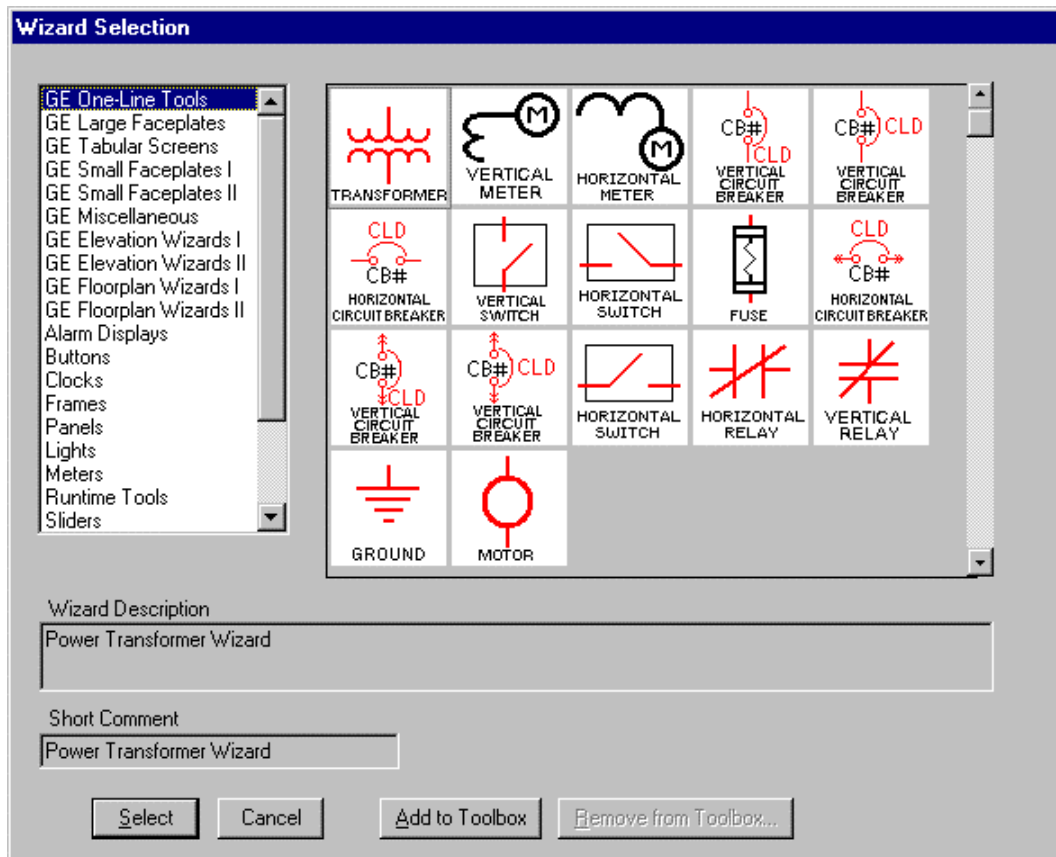 Wizard Selection
GE One-Line Tools
GE Large Faceplates
GE Tabular Screens
GE Small Faceplates I
GE Small Faceplates II
GE Miscellaneous
GE Elevation Wizards I
GE Elevation Wizards II
GE Floorplan Wizards I
GE Floorplan Wizards II
Alarm Displays
Buttons
Clocks
Frames
Panels
Lights
Meters
Runtime Tools
Sliders
TRANSFORMER
M
VERTICAL
METER
M
HORIZONTAL
METER
CB#
CLD
VERTICAL
CIRCUIT
BREAKER
CB# CLD
VERTICAL
CIRCUIT
BREAKER
CLD
CB#
HORIZONTAL
CIRCUIT BREAKER
VERTICAL
SWITCH
HORIZONTAL
SWITCH
FUSE
CLD
CB#
HORIZONTAL
CIRCUIT BREAKER
CB#
CLD
VERTICAL
CIRCUIT
BREAKER
CB# CLD
VERTICAL
CIRCUIT
BREAKER
HORIZONTAL
SWITCH
HORIZONTAL
RELAY
VERTICAL
RELAY
GROUND
MOTOR
Wizard Description
Power Transformer Wizard
Short Comment
Power Transformer Wizard
Select Cancel Add to Toolbox Remove from Toolbox...